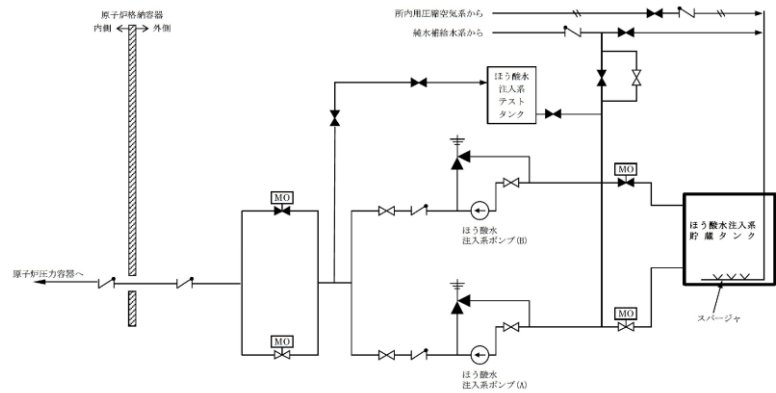 原子炉格納容器
内側 外側
所内用圧縮空気系から
純水補給水系から
ほう酸水
注入系
テスト
タンク
MO
MO
ほう酸水
注入系ポンプ(B)
ほう酸水注入系
貯蔵タンク
原子炉圧力容器へ
スパージャ
MO
MO
ほう酸水
注入系ポンプ(A)